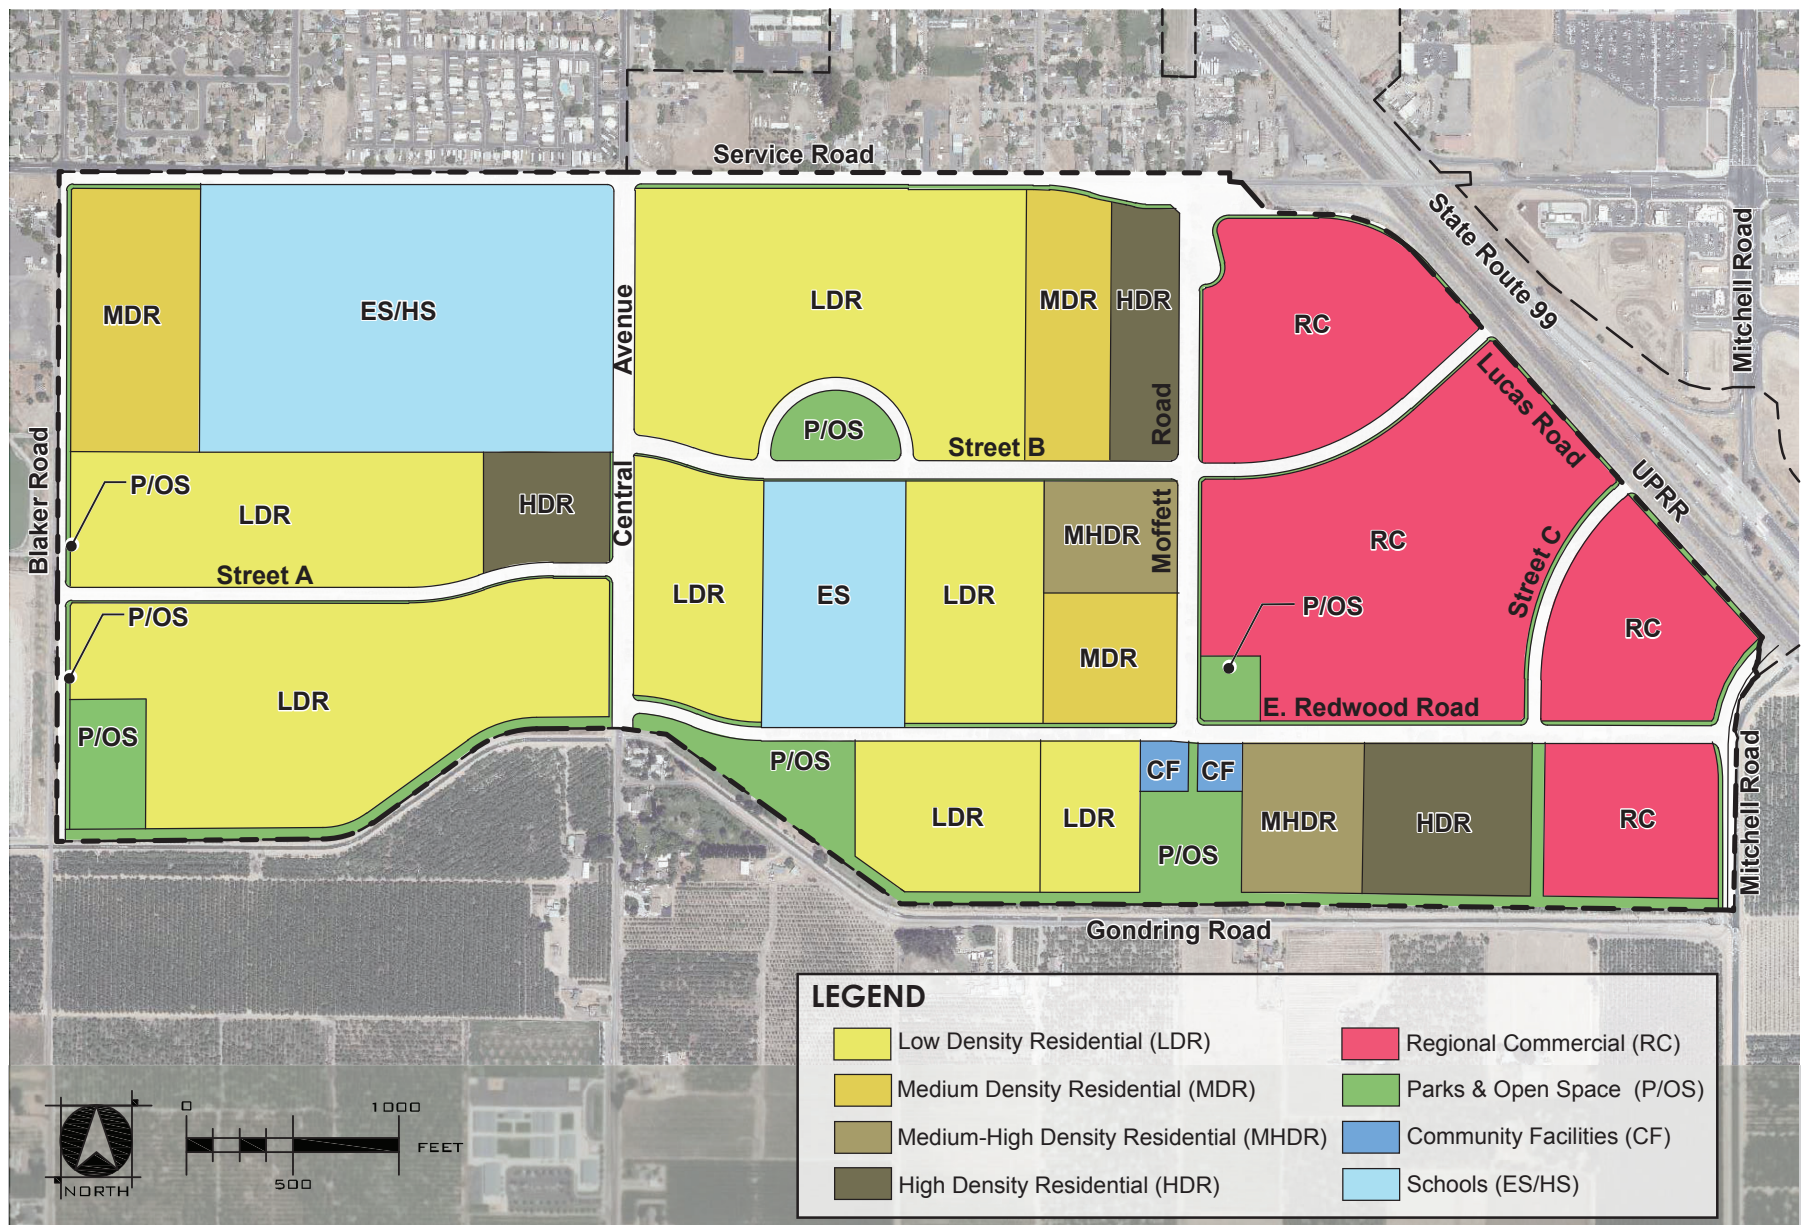 Service Road
State Route 99
Mitchell Road
MDR
ES/HS
Avenue
LDR
MDR
HDR
RC
Lucas Road
Road
P/OS
Street B
UPRR
Blaker Road
P/OS
LDR
HDR
Central
MHDR
Moffett
RC
Street C
Street A
P/OS
LDR
ES
LDR
P/OS
RC
MDR
LDR
P/OS
E. Redwood Road
P/OS
LDR
LDR
CF
CF
MHDR
HDR
RC
Mitchell Road
P/OS
Gondring Road
LEGEND
Low Density Residential (LDR)
Medium Density Residential (MDR)
Medium-High Density Residential (MHDR)
High Density Residential (HDR)
Regional Commercial (RC)
Parks & Open Space (P/OS)
Community Facilities (CF)
Schools (ES/HS)
NORTH
0
1000
FEET
500